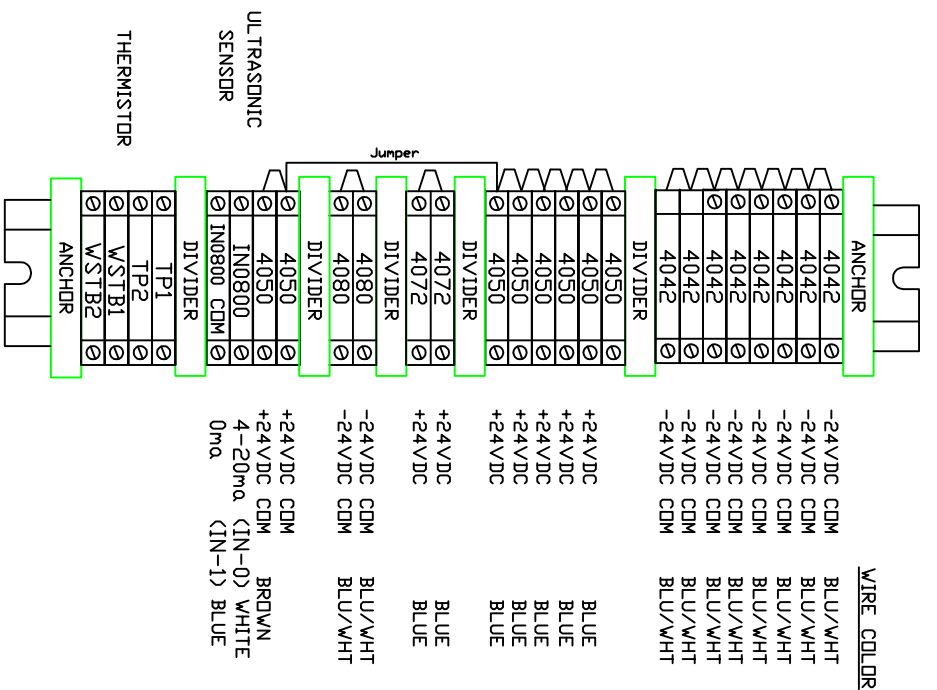 WIRE COLOR
ANCHOR
4042 -24VDC COM BLU/WHT
4042 -24VDC COM BLU/WHT
4042 -24VDC COM BLU/WHT
4042 -24VDC COM BLU/WHT
4042 -24VDC COM BLU/WHT
4042 -24VDC COM BLU/WHT
4042 -24VDC COM BLU/WHT
4042 -24VDC COM BLU/WHT
DIVIDER
4050
4050 +24VDC BLUE
4050 +24VDC BLUE
4050 +24VDC BLUE
4050 +24VDC BLUE
4050 +24VDC BLUE
DIVIDER
4072 +24VDC BLUE
4072 +24VDC BLUE
Jumper
DIVIDER
4080 -24VDC COM BLU/WHT
4080 -24VDC COM BLU/WHT
DIVIDER
4050 +24VDC COM
ULTRASONIC 4050 +24VDC COM BROWN
SENSOR IN0800 4-20ma (IN-0) WHITE
IN0800 COM 0ma (IN-1) BLUE
DIVIDER
TP1
TP2
THERMISTOR WSTB1
WSTB2
ANCHOR